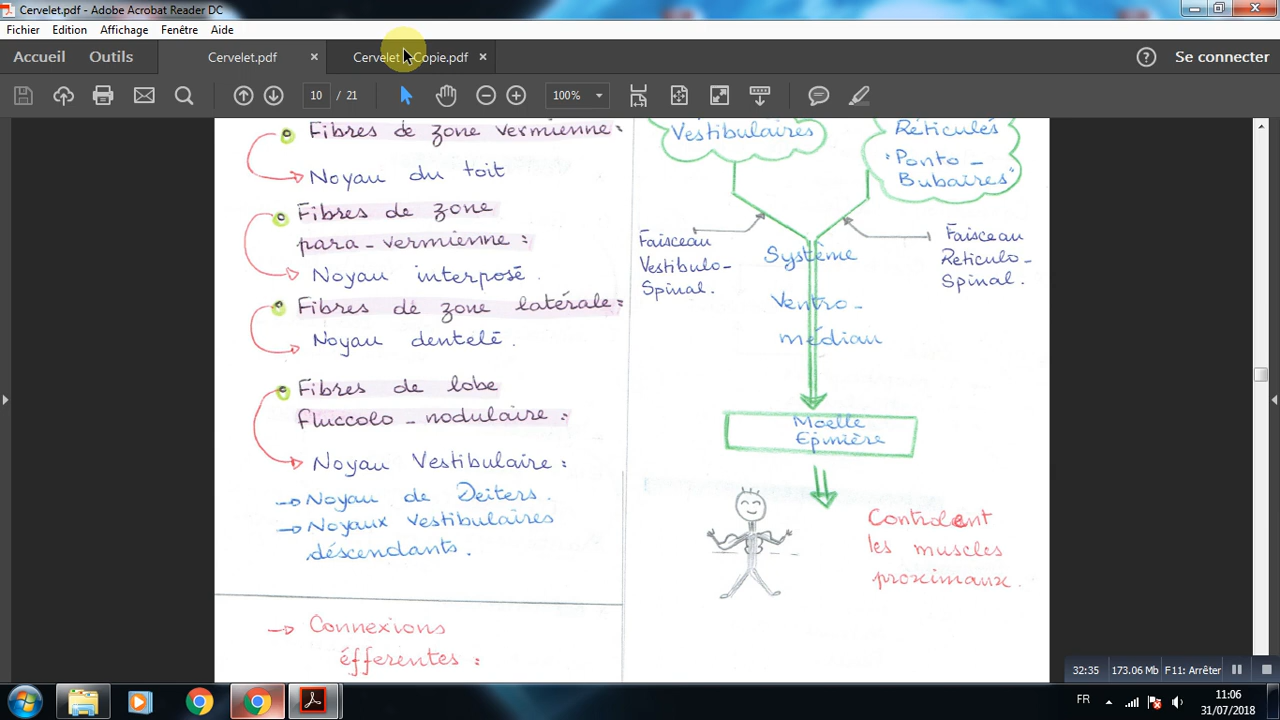 Cervelet.pdf - Adobe Acrobat Reader DC
Fichier Edition Affichage Fenêtre Aide
Accueil Outils Cervelet.pdf × Cervelet - Copie.pdf × Se connecter
10 / 21 100%
• Fibres de zone vermienne :
→ Noyau du toit
• Fibres de zone
para - vermienne :
→ Noyau interposé .
• Fibres de zone latérale :
→ Noyau dentelé .
• Fibres de lobe
fluccolo - nodulaire :
→ Noyau Vestibulaire :
→ Noyau de Deiters .
→ Noyaux vestibulaires
déscendants .
→ Connexions
éfferentes :
Vestibulaires
Réticulés
"Ponto -
Bubaires"
Faisceau
Vestibulo -
Spinal .
Système
Ventro -
médian
Faisceau
Réticulo -
Spinal .
Moelle
Epinière
Controlent
les muscles
proximaux .
32:35 173.06 Mb F11: Arrêter
FR
11:06
31/07/2018